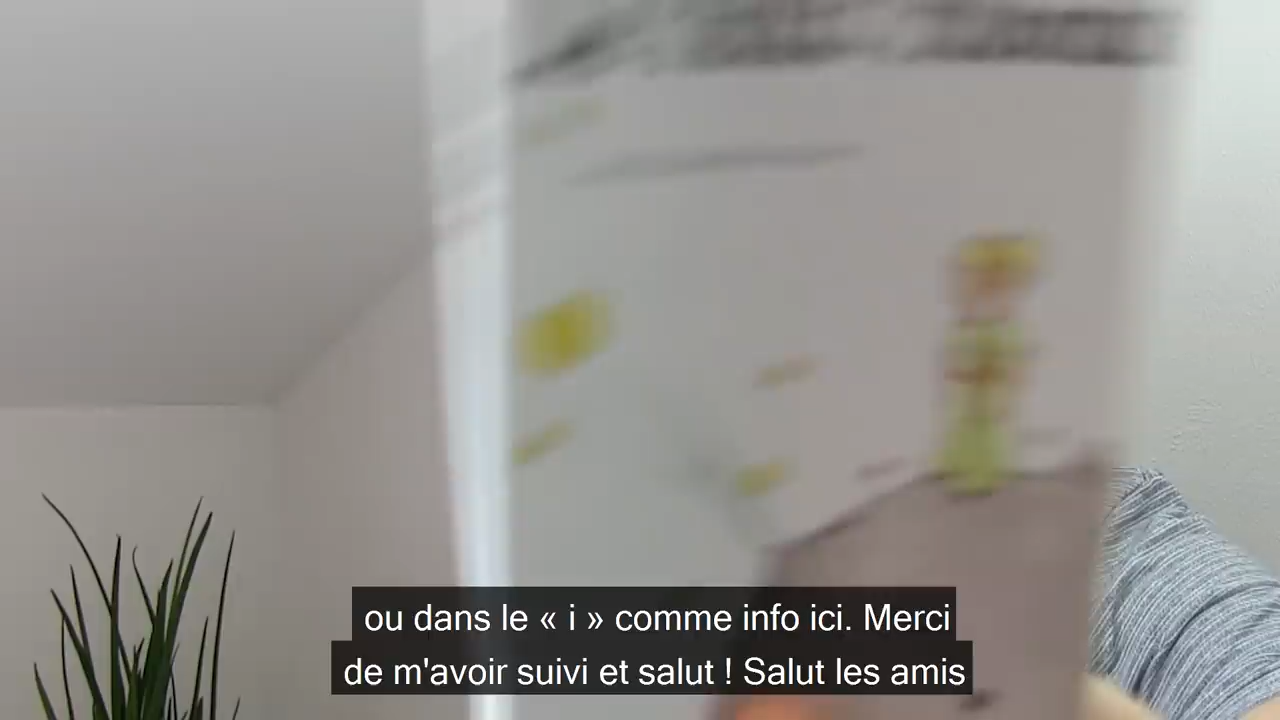 ou dans le « i » comme info ici. Merci
de m'avoir suivi et salut ! Salut les amis